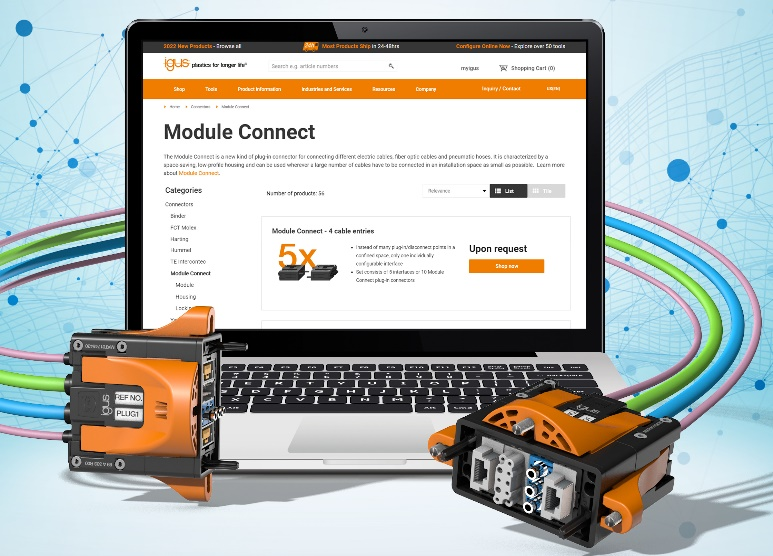 2022 New Products - Browse all
24h
Most Products Ship in 24-48hrs
Configure Online Now - Explore over 50 tools
igus plastics for longer life®
Search e.g. article numbers
myigus
Shopping Cart (0)
Shop
Tools
Product Information
Industries and Services
Resources
Company
Inquiry / Contact
Home
Connectors
Module Connect
Module Connect
The Module Connect is a new kind of plug-in connector for connecting different electric cables, fiber optic cables and pneumatic hoses. It is characterized by a
space-saving, low-profile housing and can be used wherever a large number of cables have to be connected in an installation space as small as possible. Learn more
about Module Connect.
Categories
Number of products: 56
Relevance
List
Tile
Connectors
Binder
FCT Molex
Harting
Hummel
TE Intercontec
Module Connect
Module
Housing
Module Connect - 4 cable entries
5x
Instead of many plug-in/disconnect points in a
confined space, only one individually
configurable interface
Set consists of 5 interfaces or 10 Module
Connect plug-in connectors
Upon request
Shop now
igus
REF NO.
PLUG1
igus